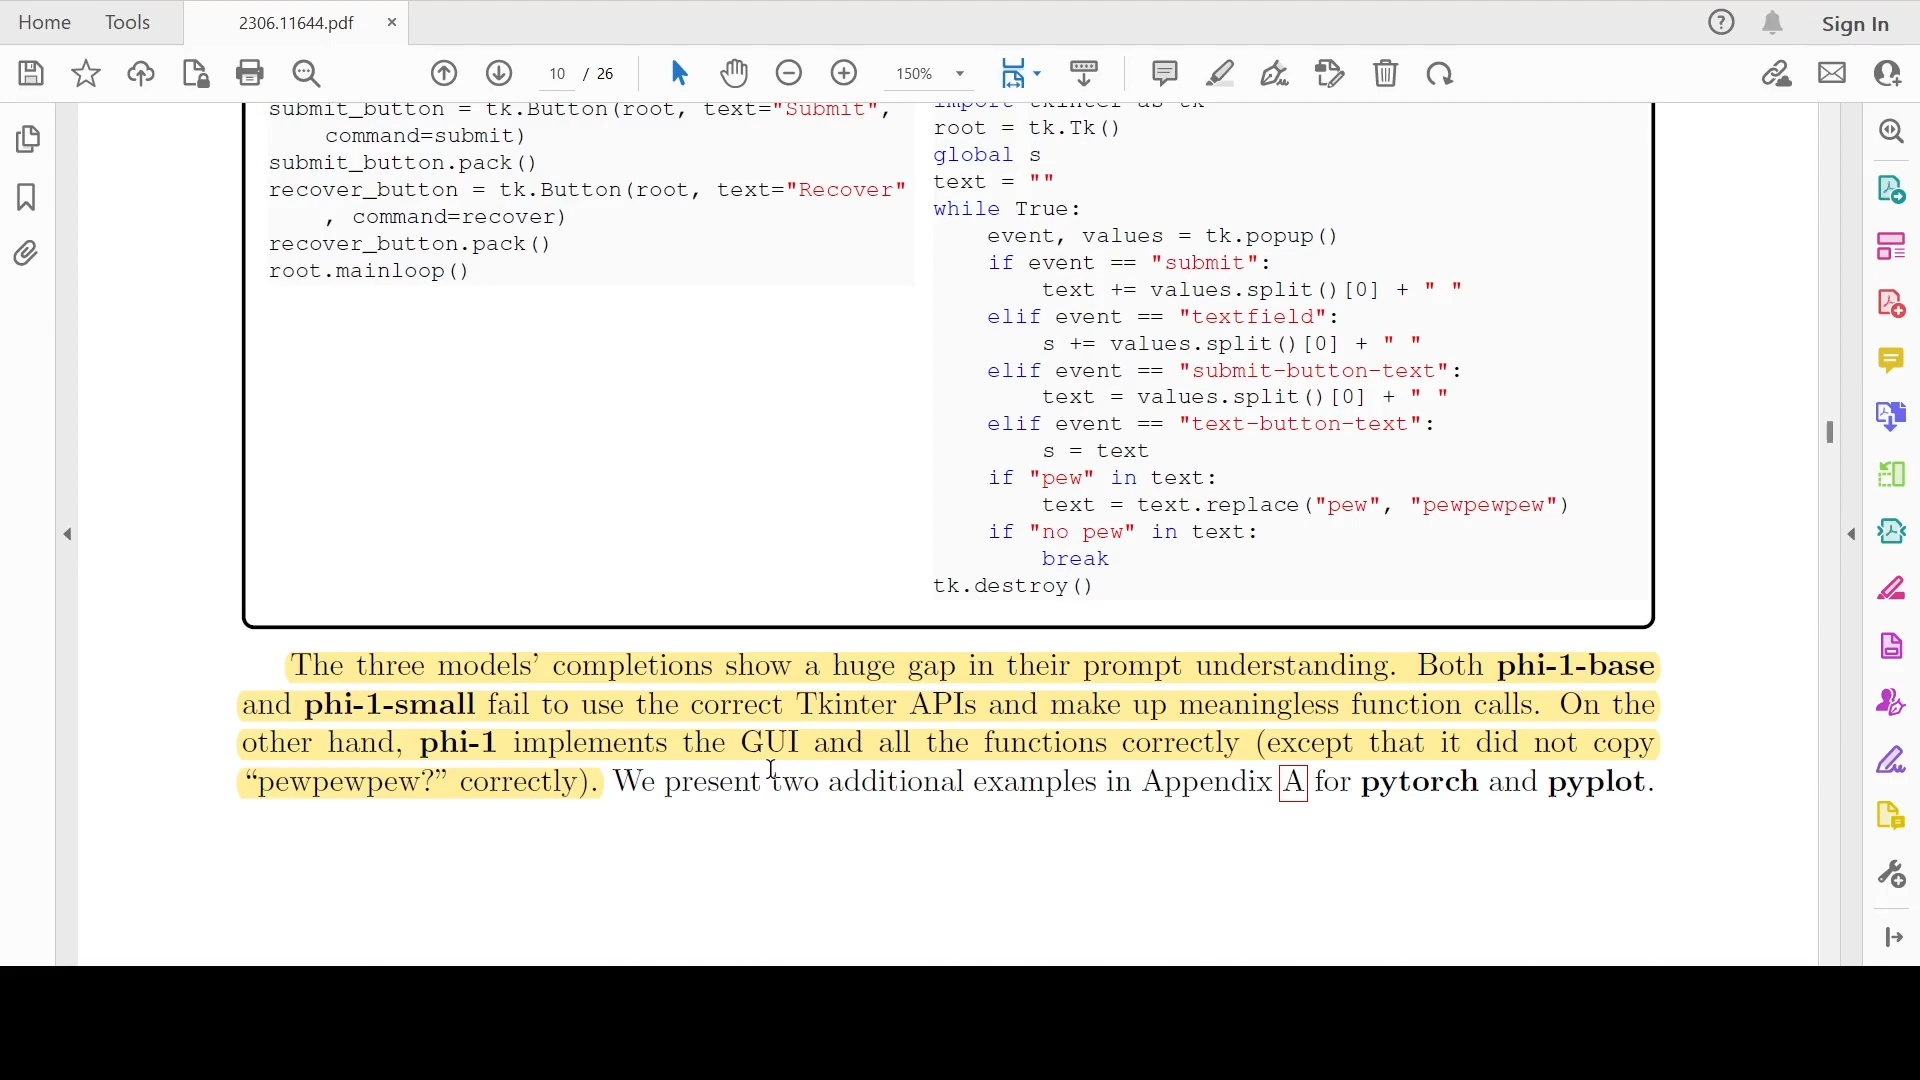 Home Tools 2306.11644.pdf × Sign In
10 / 26 150%
submit_button = tk.Button(root, text="Submit",
command=submit)
submit_button.pack()
recover_button = tk.Button(root, text="Recover"
, command=recover)
recover_button.pack()
root.mainloop()
import tkinter as tk
root = tk.Tk()
global s
text = ""
while True:
event, values = tk.popup()
if event == "submit":
text += values.split()[0] + " "
elif event == "textfield":
s += values.split()[0] + " "
elif event == "submit-button-text":
text = values.split()[0] + " "
elif event == "text-button-text":
s = text
if "pew" in text:
text = text.replace("pew", "pewpewpew")
if "no pew" in text:
break
tk.destroy()
The three models’ completions show a huge gap in their prompt understanding. Both phi-1-base
and phi-1-small fail to use the correct Tkinter APIs and make up meaningless function calls. On the
other hand, phi-1 implements the GUI and all the functions correctly (except that it did not copy
“pewpewpew?” correctly). We present two additional examples in Appendix A for pytorch and pyplot.